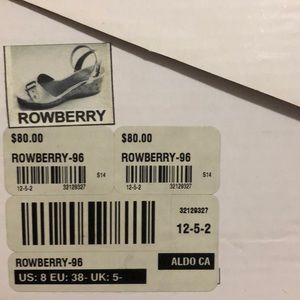 ROWBERRY
$80.00
$80.00
ROWBERRY-96
ROWBERRY-96
12-5-2 32129327 S14
12-5-2 32129327 S14
32129327
12-5-2
ROWBERRY-96
ALDO CA
US: 8 EU: 38- UK: 5-